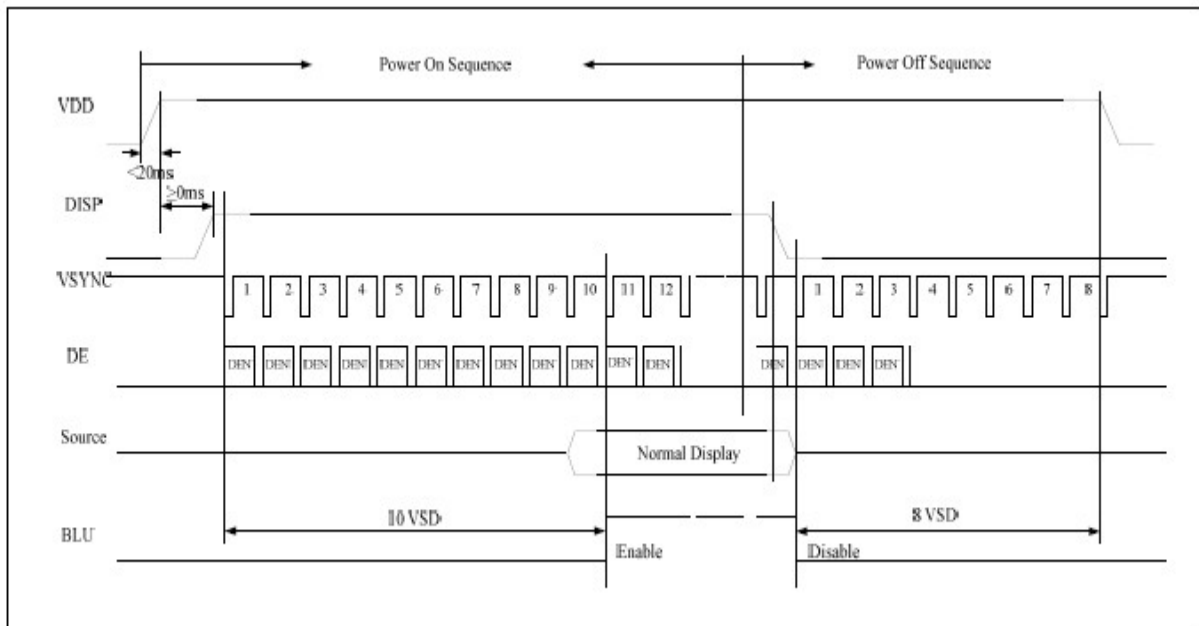 Power On Sequence
Power Off Sequence
VDD
<20ms
≥0ms
DISP
VSYNC
1 2 3 4 5 6 7 8 9 10 11 12 1 2 3 4 5 6 7 8
DE
DEN DEN DEN DEN DEN DEN DEN DEN DEN DEN DEN DEN DEN DEN DEN DEN
Source
Normal Display
10 VSD
8 VSD
BLU
Enable
Disable